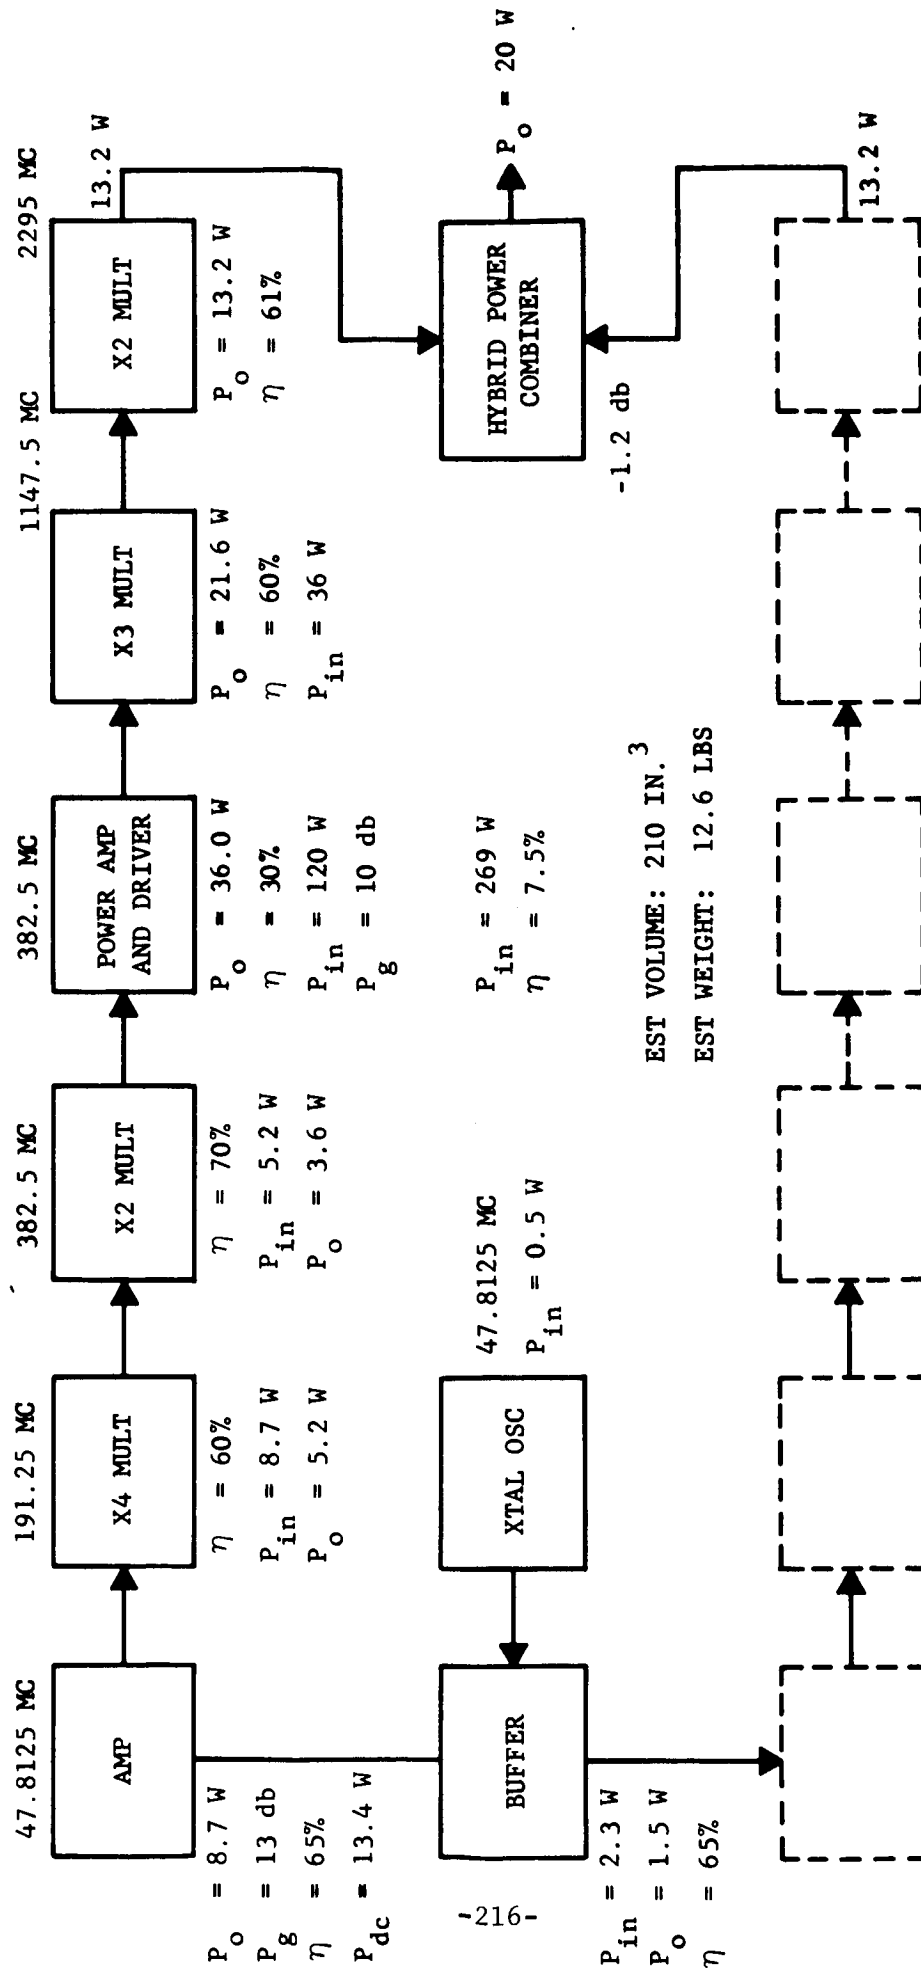 47.8125 MC
AMP
P_o = 8.7 W
P_g = 13 db
η = 65%
P_dc = 13.4 W
191.25 MC
X4 MULT
η = 60%
P_in = 8.7 W
P_o = 5.2 W
382.5 MC
X2 MULT
η = 70%
P_in = 5.2 W
P_o = 3.6 W
382.5 MC
POWER AMP
AND DRIVER
P_o = 36.0 W
η = 30%
P_in = 120 W
P_g = 10 db
1147.5 MC
X3 MULT
P_o = 21.6 W
η = 60%
P_in = 36 W
2295 MC
X2 MULT
13.2 W
P_o = 13.2 W
η = 61%
BUFFER
P_in = 2.3 W
P_o = 1.5 W
η = 65%
XTAL OSC
47.8125 MC
P_in = 0.5 W
P_in = 269 W
η = 7.5%
HYBRID POWER
COMBINER
-1.2 db
P_o = 20 W
EST VOLUME: 210 IN.³
EST WEIGHT: 12.6 LBS
13.2 W
-216-